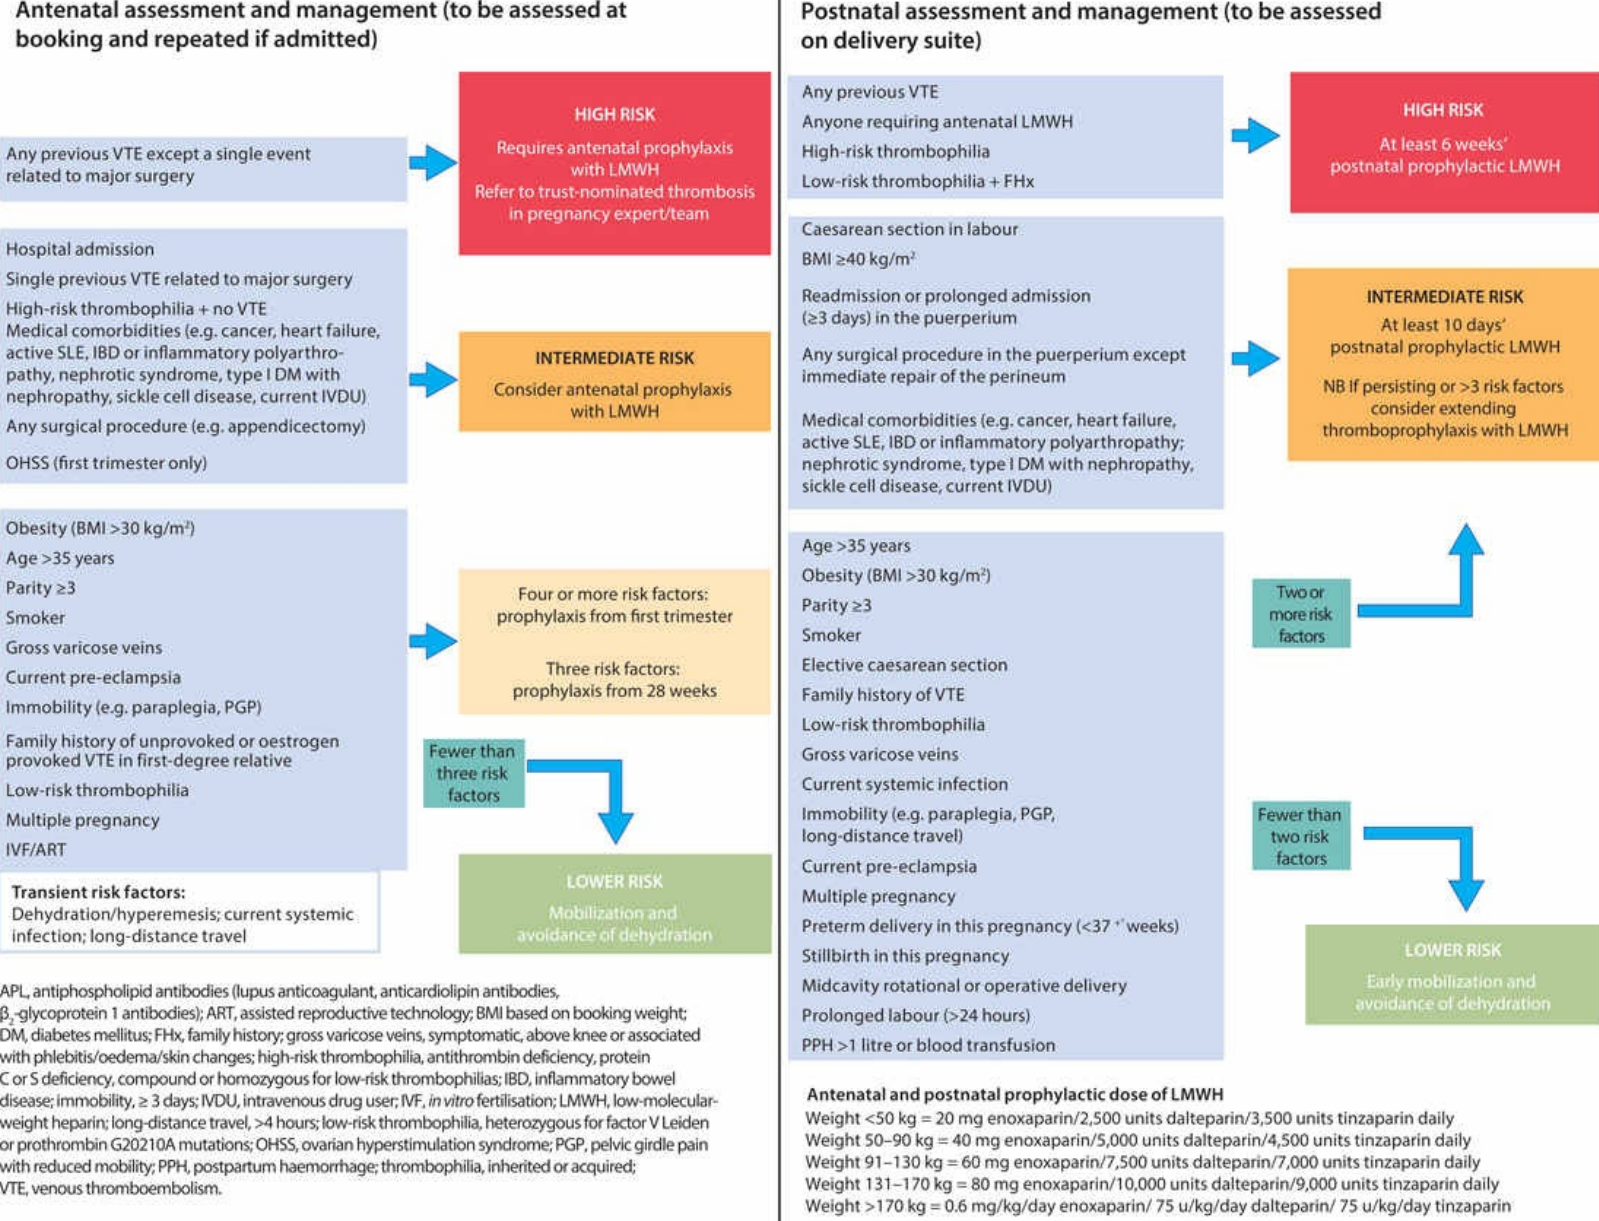 Antenatal assessment and management (to be assessed at
booking and repeated if admitted)
Any previous VTE except a single event
related to major surgery
HIGH RISK
Requires antenatal prophylaxis
with LMWH
Refer to trust-nominated thrombosis
in pregnancy expert/team
Hospital admission
Single previous VTE related to major surgery
High-risk thrombophilia + no VTE
Medical comorbidities (e.g. cancer, heart failure,
active SLE, IBD or inflammatory polyarthro-
pathy, nephrotic syndrome, type I DM with
nephropathy, sickle cell disease, current IVDU)
Any surgical procedure (e.g. appendicectomy)
OHSS (first trimester only)
INTERMEDIATE RISK
Consider antenatal prophylaxis
with LMWH
Obesity (BMI >30 kg/m²)
Age >35 years
Parity ≥3
Smoker
Gross varicose veins
Current pre-eclampsia
Immobility (e.g. paraplegia, PGP)
Family history of unprovoked or oestrogen
provoked VTE in first-degree relative
Low-risk thrombophilia
Multiple pregnancy
IVF/ART
Four or more risk factors:
prophylaxis from first trimester
Three risk factors:
prophylaxis from 28 weeks
Fewer than
three risk
factors
LOWER RISK
Mobilization and
avoidance of dehydration
Transient risk factors:
Dehydration/hyperemesis; current systemic
infection; long-distance travel
APL, antiphospholipid antibodies (lupus anticoagulant, anticardiolipin antibodies,
β₂-glycoprotein 1 antibodies); ART, assisted reproductive technology; BMI based on booking weight;
DM, diabetes mellitus; FHx, family history; gross varicose veins, symptomatic, above knee or associated
with phlebitis/oedema/skin changes; high-risk thrombophilia, antithrombin deficiency, protein
C or S deficiency, compound or homozygous for low-risk thrombophilias; IBD, inflammatory bowel
disease; immobility, ≥ 3 days; IVDU, intravenous drug user; IVF, in vitro fertilisation; LMWH, low-molecular-
weight heparin; long-distance travel, >4 hours; low-risk thrombophilia, heterozygous for factor V Leiden
or prothrombin G20210A mutations; OHSS, ovarian hyperstimulation syndrome; PGP, pelvic girdle pain
with reduced mobility; PPH, postpartum haemorrhage; thrombophilia, inherited or acquired;
VTE, venous thromboembolism.
Postnatal assessment and management (to be assessed
on delivery suite)
Any previous VTE
Anyone requiring antenatal LMWH
High-risk thrombophilia
Low-risk thrombophilia + FHx
HIGH RISK
At least 6 weeks'
postnatal prophylactic LMWH
Caesarean section in labour
BMI ≥40 kg/m²
Readmission or prolonged admission
(≥3 days) in the puerperium
Any surgical procedure in the puerperium except
immediate repair of the perineum
Medical comorbidities (e.g. cancer, heart failure,
active SLE, IBD or inflammatory polyarthropathy;
nephrotic syndrome, type I DM with nephropathy,
sickle cell disease, current IVDU)
INTERMEDIATE RISK
At least 10 days'
postnatal prophylactic LMWH
NB If persisting or >3 risk factors
consider extending
thromboprophylaxis with LMWH
Age >35 years
Obesity (BMI >30 kg/m²)
Parity ≥3
Smoker
Elective caesarean section
Family history of VTE
Low-risk thrombophilia
Gross varicose veins
Current systemic infection
Immobility (e.g. paraplegia, PGP,
long-distance travel)
Current pre-eclampsia
Multiple pregnancy
Preterm delivery in this pregnancy (<37 weeks)
Stillbirth in this pregnancy
Midcavity rotational or operative delivery
Prolonged labour (>24 hours)
PPH >1 litre or blood transfusion
Two or
more risk
factors
Fewer than
two risk
factors
LOWER RISK
Early mobilization and
avoidance of dehydration
Antenatal and postnatal prophylactic dose of LMWH
Weight <50 kg = 20 mg enoxaparin/2,500 units dalteparin/3,500 units tinzaparin daily
Weight 50–90 kg = 40 mg enoxaparin/5,000 units dalteparin/4,500 units tinzaparin daily
Weight 91–130 kg = 60 mg enoxaparin/7,500 units dalteparin/7,000 units tinzaparin daily
Weight 131–170 kg = 80 mg enoxaparin/10,000 units dalteparin/9,000 units tinzaparin daily
Weight >170 kg = 0.6 mg/kg/day enoxaparin/ 75 u/kg/day dalteparin/ 75 u/kg/day tinzaparin